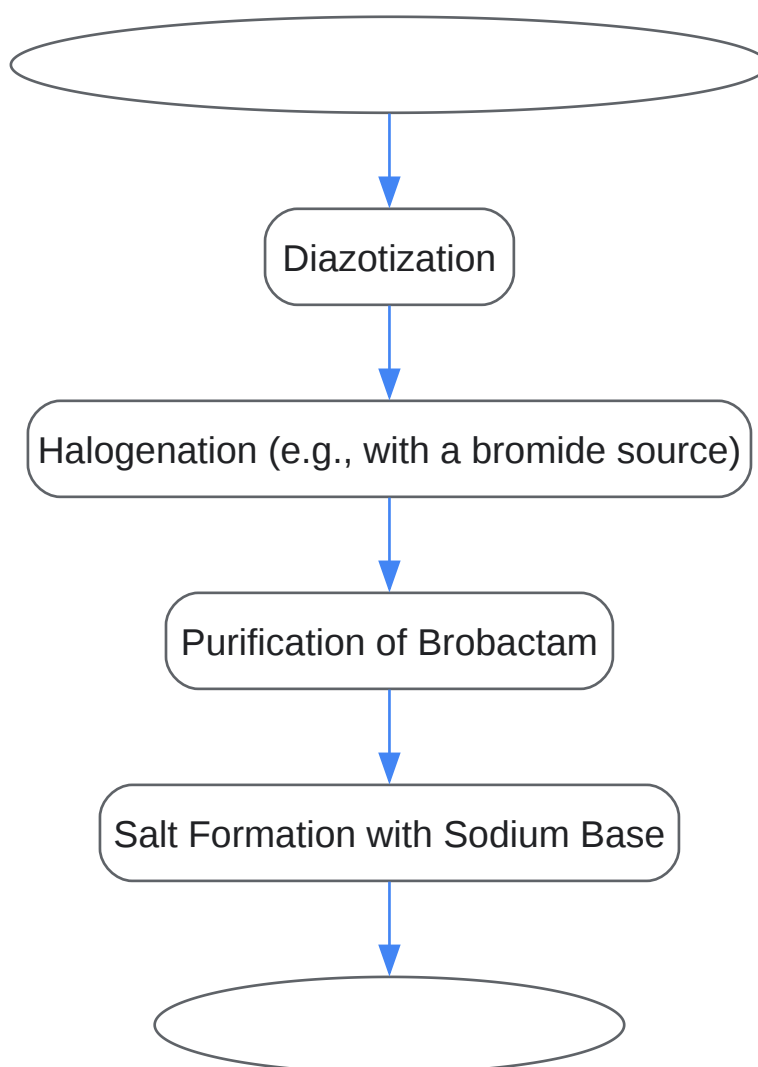 Diazotization
Halogenation (e.g., with a bromide source)
Purification of Brobactam
Salt Formation with Sodium Base